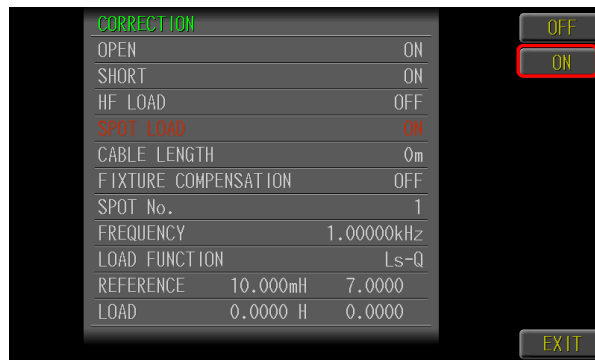 CORRECTION
OFF
OPEN ON
ON
SHORT ON
HF LOAD OFF
SPOT LOAD ON
CABLE LENGTH 0m
FIXTURE COMPENSATION OFF
SPOT No. 1
FREQUENCY 1.00000kHz
LOAD FUNCTION Ls-Q
REFERENCE 10.000mH 7.0000
LOAD 0.0000 H 0.0000
EXIT